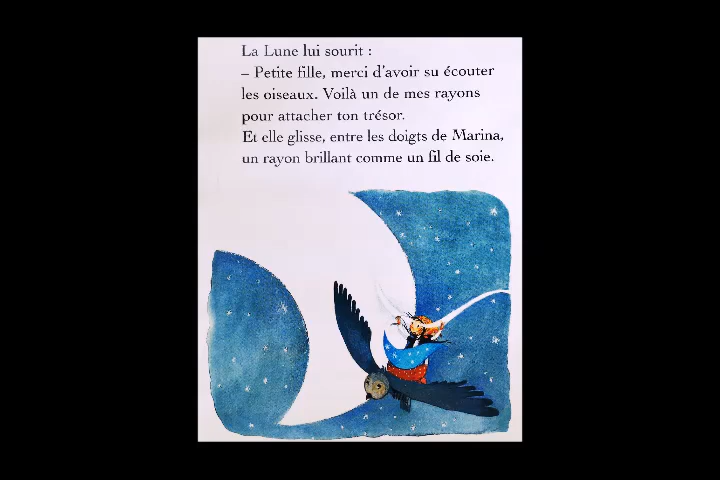 La Lune lui sourit :
– Petite fille, merci d'avoir su écouter
les oiseaux. Voilà un de mes rayons
pour attacher ton trésor.
Et elle glisse, entre les doigts de Marina,
un rayon brillant comme un fil de soie.